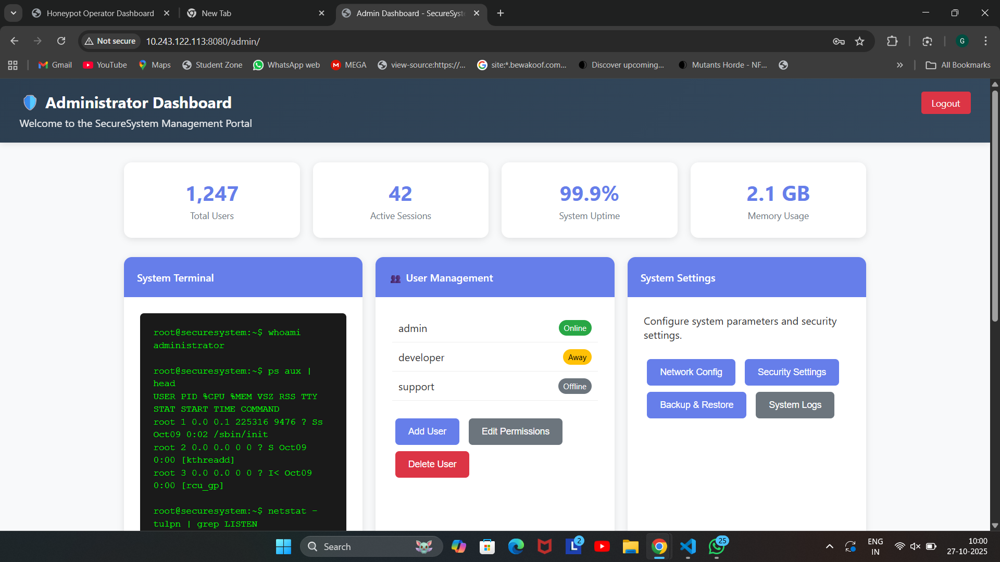 Honeypot Operator Dashboard
New Tab
Admin Dashboard - SecureSyste
Not secure
10.243.122.113:8080/admin/
G
Gmail
YouTube
Maps
Student Zone
WhatsApp web
MEGA
view-source:https://...
site:*.bewakoof.com...
Discover upcoming...
Mutants Horde - NF...
All Bookmarks
Administrator Dashboard
Logout
Welcome to the SecureSystem Management Portal
1,247
Total Users
42
Active Sessions
99.9%
System Uptime
2.1 GB
Memory Usage
System Terminal
root@securesystem:~$ whoami
administrator
root@securesystem:~$ ps aux |
head
USER PID %CPU %MEM VSZ RSS TTY
STAT START TIME COMMAND
root 1 0.0 0.1 225316 9476 ? Ss
Oct09 0:02 /sbin/init
root 2 0.0 0.0 0 0 ? S Oct09
0:00 [kthreadd]
root 3 0.0 0.0 0 0 ? I< Oct09
0:00 [rcu_gp]
root@securesystem:~$ netstat -
tulpn | grep LISTEN
User Management
admin
Online
developer
Away
support
Offline
Add User
Edit Permissions
Delete User
System Settings
Configure system parameters and security
settings.
Network Config
Security Settings
Backup & Restore
System Logs
Search
L
2
25
ENG
IN
10:00
27-10-2025